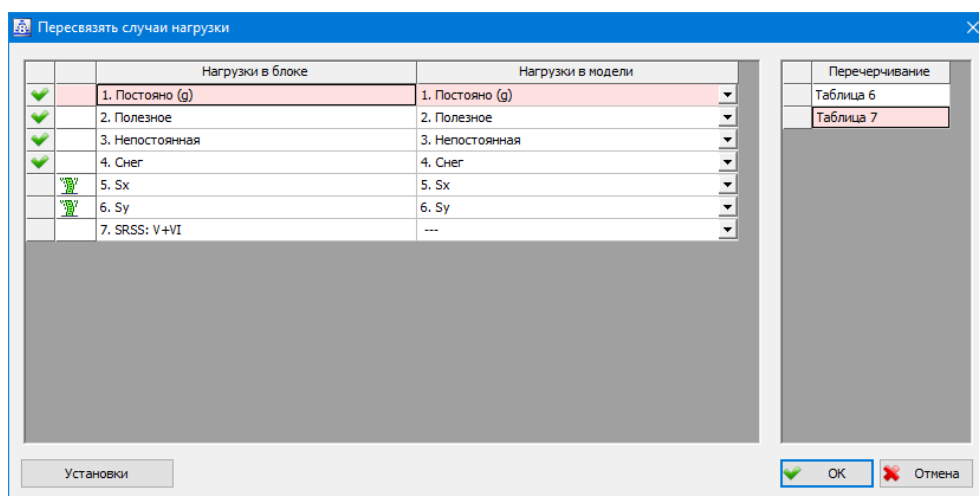 Пересвязять случаи нагрузки
Нагрузки в блоке Нагрузки в модели Перечерчивание
1. Постояно (g) 1. Постояно (g) Таблица 6
2. Полезное 2. Полезное Таблица 7
3. Непостоянная 3. Непостоянная
4. Снег 4. Снег
5. Sx 5. Sx
6. Sy 6. Sy
7. SRSS: V+VI ---
Установки OK Отмена